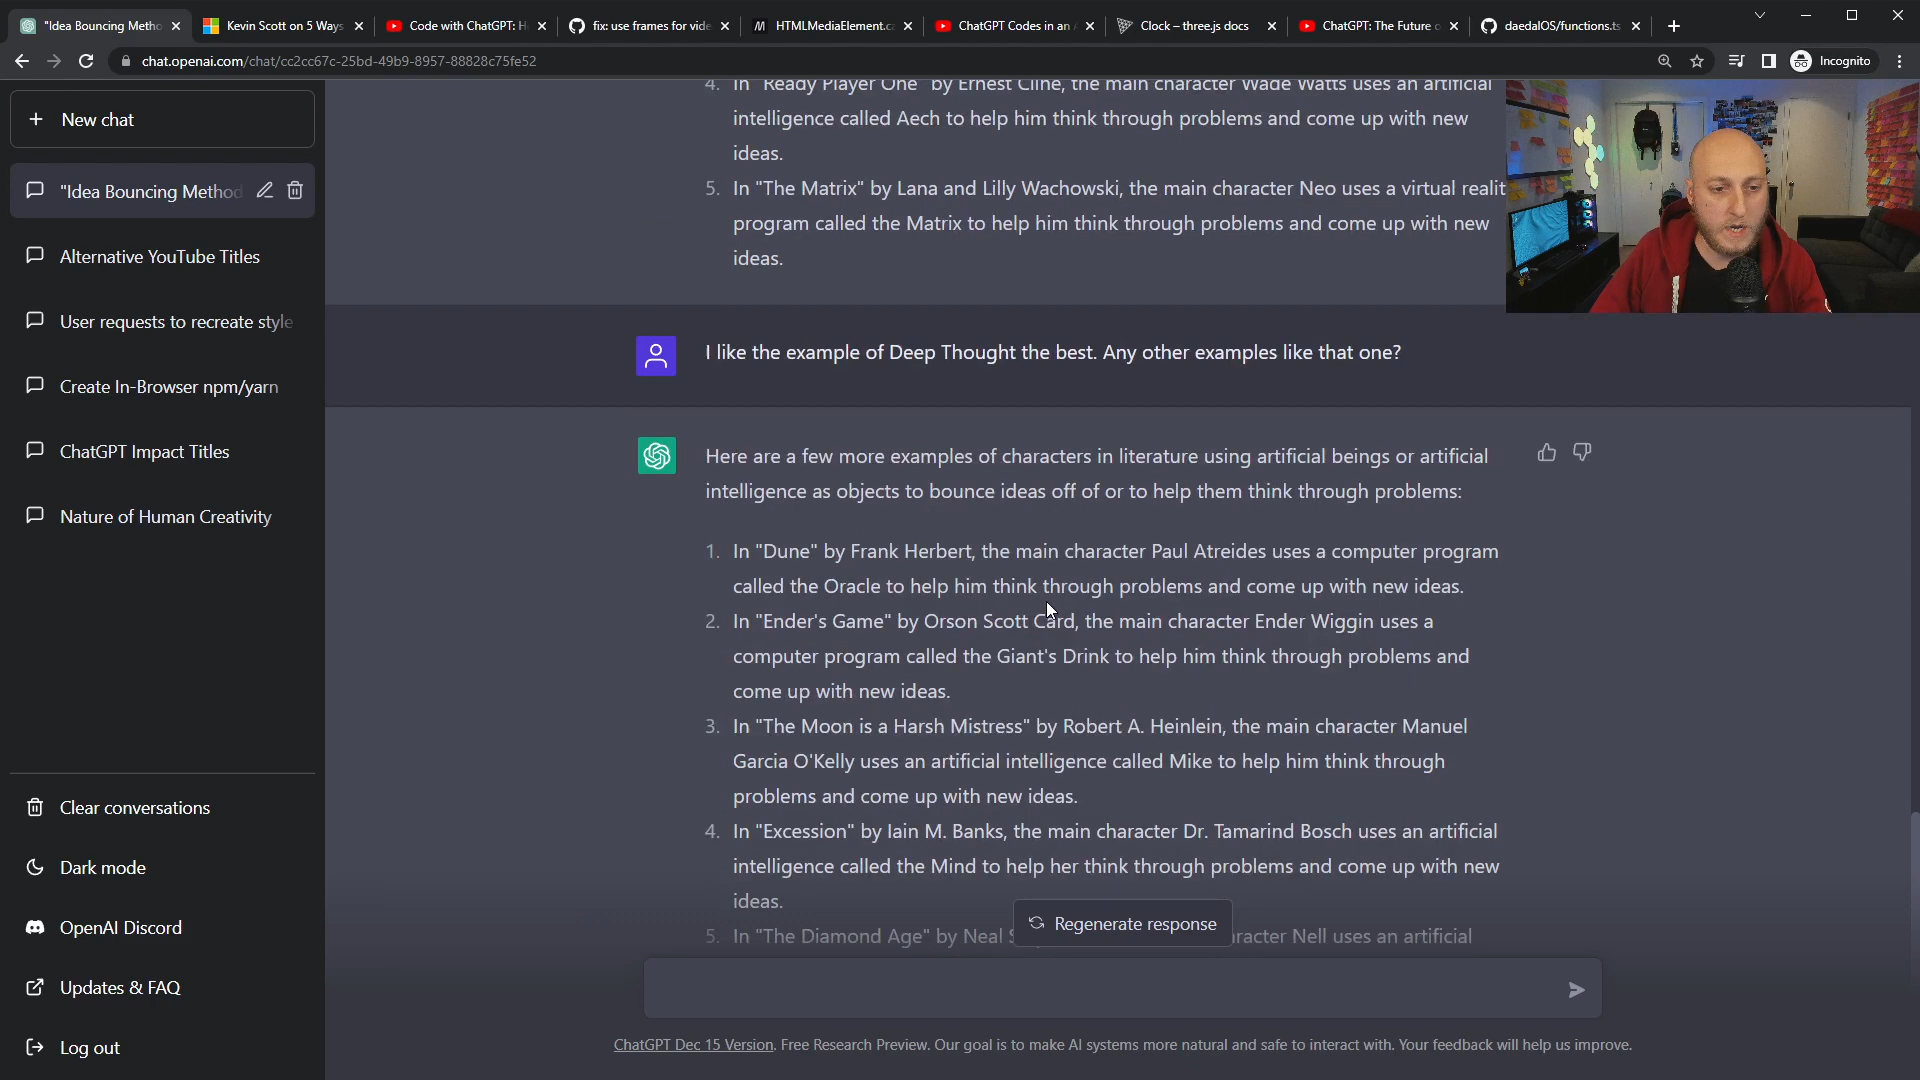 "Idea Bouncing Metho
Kevin Scott on 5 Ways
Code with ChatGPT: H
fix: use frames for vide
HTMLMediaElement.ca
ChatGPT Codes in an
Clock – three.js docs
ChatGPT: The Future o
daedalOS/functions.ts
chat.openai.com/chat/cc2cc67c-25bd-49b9-8957-88828c75fe52
Incognito
+ New chat
"Idea Bouncing Method
Alternative YouTube Titles
User requests to recreate style
Create In-Browser npm/yarn
ChatGPT Impact Titles
Nature of Human Creativity
Clear conversations
Dark mode
OpenAI Discord
Updates & FAQ
Log out
4. In "Ready Player One" by Ernest Cline, the main character Wade Watts uses an artificial
intelligence called Aech to help him think through problems and come up with new
ideas.
5. In "The Matrix" by Lana and Lilly Wachowski, the main character Neo uses a virtual realit
program called the Matrix to help him think through problems and come up with new
ideas.
I like the example of Deep Thought the best. Any other examples like that one?
Here are a few more examples of characters in literature using artificial beings or artificial
intelligence as objects to bounce ideas off of or to help them think through problems:
1. In "Dune" by Frank Herbert, the main character Paul Atreides uses a computer program
called the Oracle to help him think through problems and come up with new ideas.
2. In "Ender's Game" by Orson Scott Card, the main character Ender Wiggin uses a
computer program called the Giant's Drink to help him think through problems and
come up with new ideas.
3. In "The Moon is a Harsh Mistress" by Robert A. Heinlein, the main character Manuel
Garcia O'Kelly uses an artificial intelligence called Mike to help him think through
problems and come up with new ideas.
4. In "Excession" by Iain M. Banks, the main character Dr. Tamarind Bosch uses an artificial
intelligence called the Mind to help her think through problems and come up with new
ideas.
5. In "The Diamond Age" by Neal S racter Nell uses an artificial
Regenerate response
ChatGPT Dec 15 Version. Free Research Preview. Our goal is to make AI systems more natural and safe to interact with. Your feedback will help us improve.